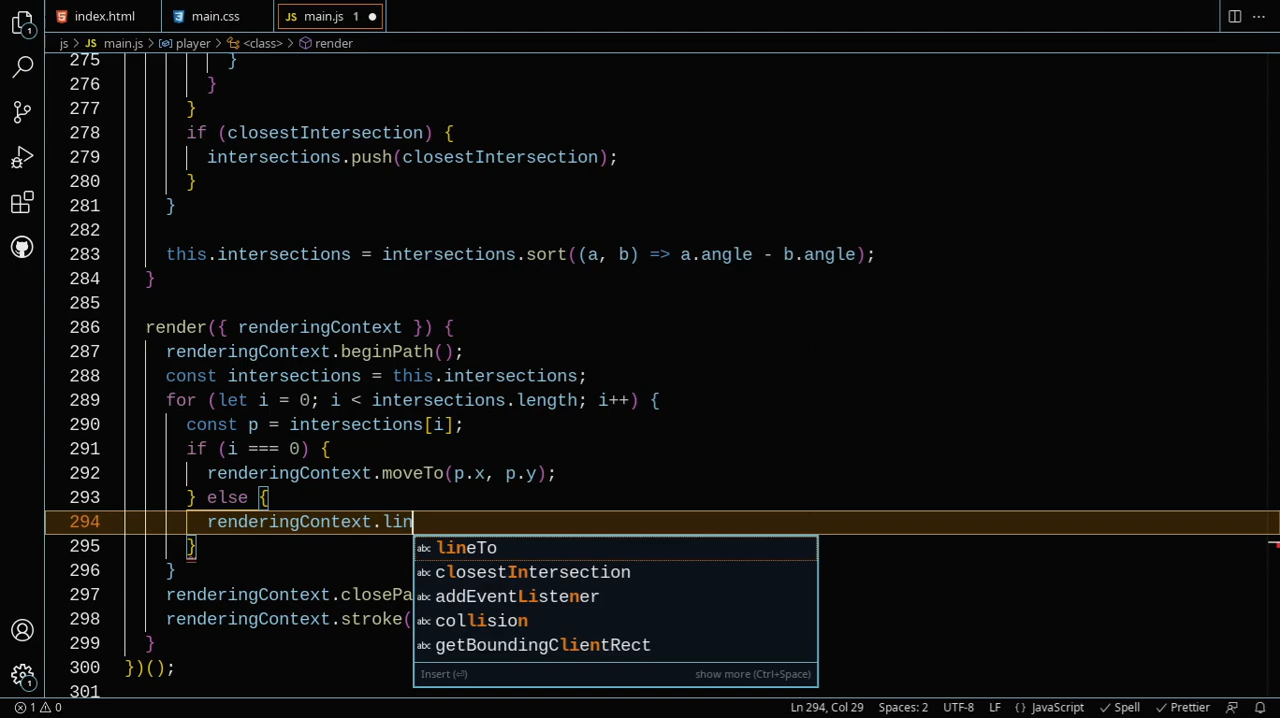 index.html main.css JS main.js 1
js > JS main.js > player > <class> > render
275 }
276 }
277 }
278 if (closestIntersection) {
279 intersections.push(closestIntersection);
280 }
281 }
282
283 this.intersections = intersections.sort((a, b) => a.angle - b.angle);
284 }
285
286 render({ renderingContext }) {
287 renderingContext.beginPath();
288 const intersections = this.intersections;
289 for (let i = 0; i < intersections.length; i++) {
290 const p = intersections[i];
291 if (i === 0) {
292 renderingContext.moveTo(p.x, p.y);
293 } else {
294 renderingContext.lin
295 }
abc lineTo
296 }
abc closestIntersection
297 renderingContext.closePa
abc addEventListener
298 renderingContext.stroke(
abc collision
299 }
abc getBoundingClientRect
300 })();
Insert (⏎) show more (Ctrl+Space)
301
1 0 Ln 294, Col 29 Spaces: 2 UTF-8 LF {} JavaScript Spell Prettier